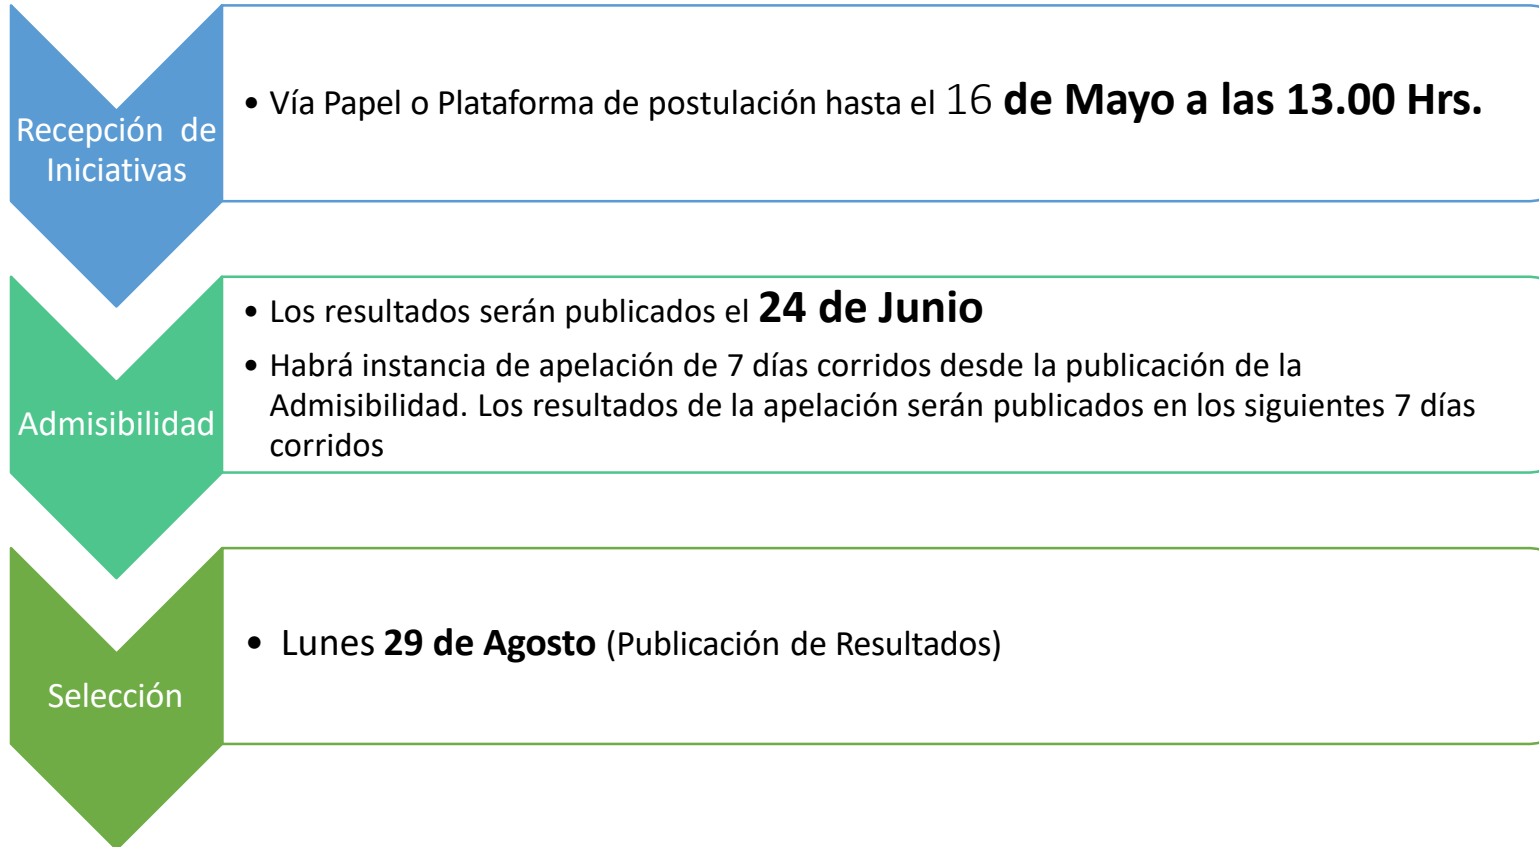 Recepción de
Iniciativas
• Vía Papel o Plataforma de postulación hasta el 16 de Mayo a las 13.00 Hrs.
Admisibilidad
• Los resultados serán publicados el 24 de Junio
• Habrá instancia de apelación de 7 días corridos desde la publicación de la
Admisibilidad. Los resultados de la apelación serán publicados en los siguientes 7 días
corridos
Selección
• Lunes 29 de Agosto (Publicación de Resultados)